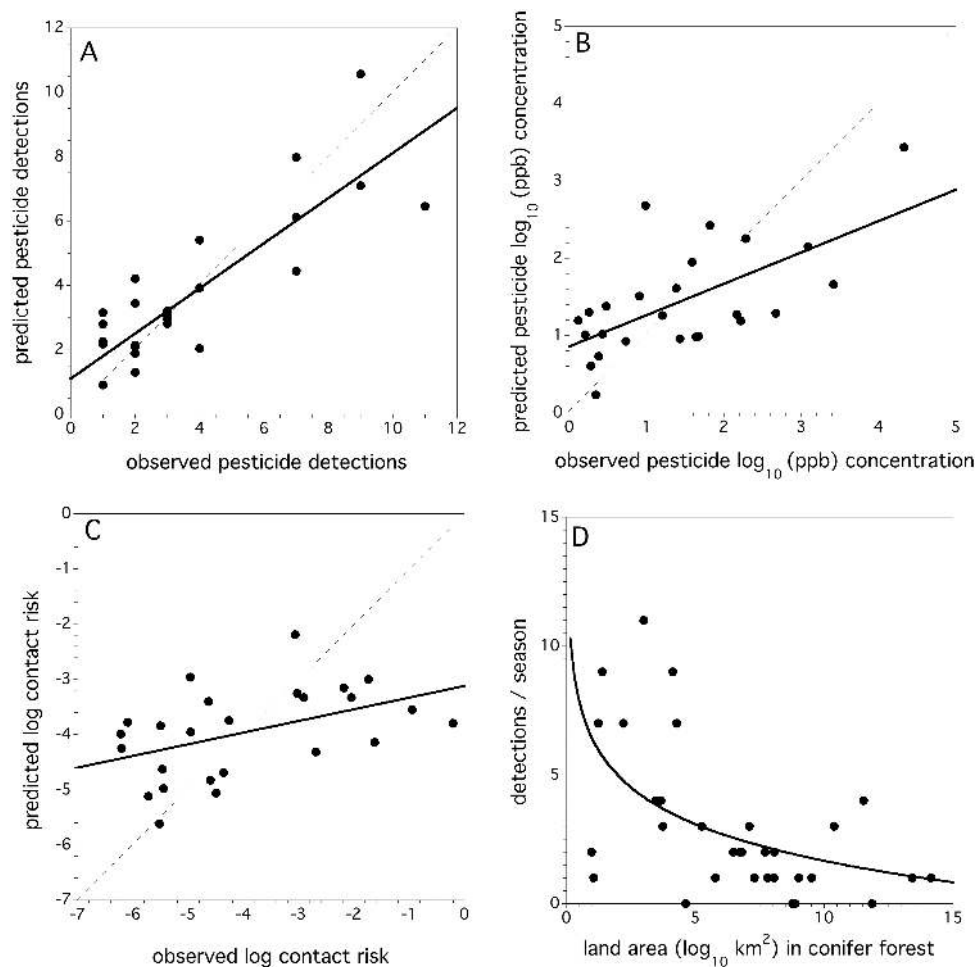 A
predicted pesticide detections
12
10
8
6
4
2
0
0 2 4 6 8 10 12
observed pesticide detections
B
predicted pesticide log₁₀ (ppb) concentration
5
4
3
2
1
0
0 1 2 3 4 5
observed pesticide log₁₀ (ppb) concentration
C
predicted log contact risk
0
-1
-2
-3
-4
-5
-6
-7
-7 -6 -5 -4 -3 -2 -1 0
observed log contact risk
D
detections / season
15
10
5
0
0 5 10 15
land area (log₁₀ km²) in conifer forest